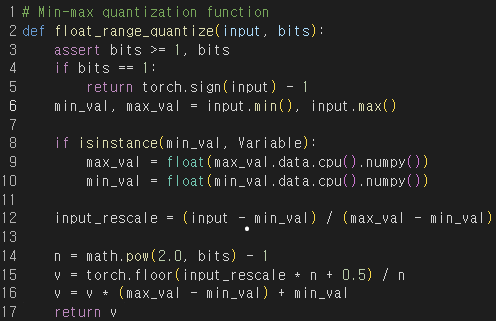 1 # Min-max quantization function
2 def float_range_quantize(input, bits):
3     assert bits >= 1, bits
4     if bits == 1:
5         return torch.sign(input) - 1
6     min_val, max_val = input.min(), input.max()
7
8     if isinstance(min_val, Variable):
9         max_val = float(max_val.data.cpu().numpy())
10         min_val = float(min_val.data.cpu().numpy())
11
12     input_rescale = (input - min_val) / (max_val - min_val)
13
14     n = math.pow(2.0, bits) - 1
15     v = torch.floor(input_rescale * n + 0.5) / n
16     v = v * (max_val - min_val) + min_val
17     return v